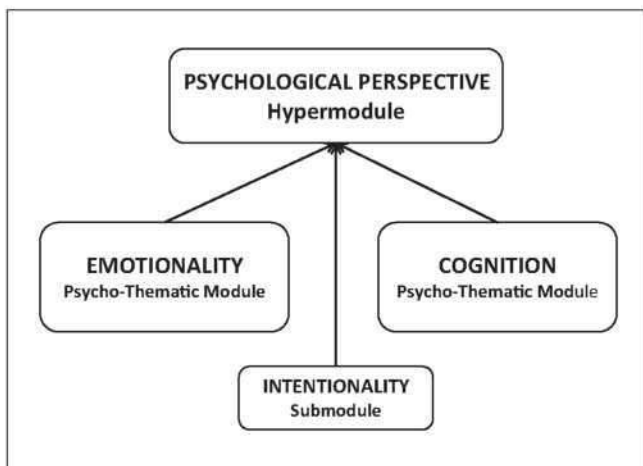 PSYCHOLOGICAL PERSPECTIVE
Hypermodule
EMOTIONALITY
Psycho-Thematic Module
COGNITION
Psycho-Thematic Module
INTENTIONALITY
Submodule